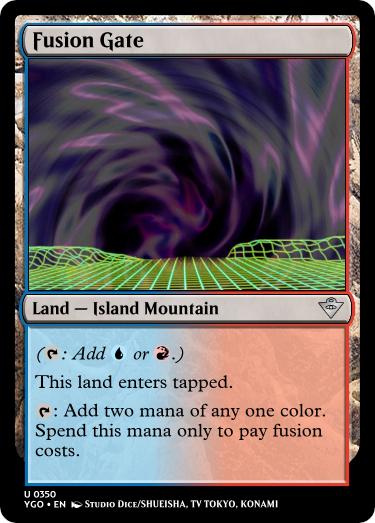 Fusion Gate
Land — Island Mountain
(: Add or .)
This land enters tapped.
: Add two mana of any one color.
Spend this mana only to pay fusion
costs.
U 0350
YGO • EN Studio Dice/SHUEISHA, TV TOKYO, KONAMI